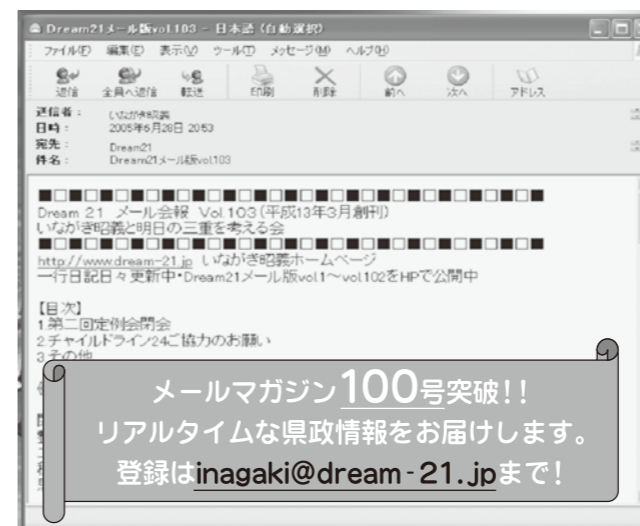 Dream21メール版vol.103 - 日本語 (自動選択)
ファイル(F) 編集(E) 表示(V) ツール(T) メッセージ(M) ヘルプ(H)
返信 全員へ返信 転送 印刷 削除 前へ 次へ アドレス
送信者： いながき昭義
日時： 2005年6月28日 20:53
宛先： Dream21
件名： Dream21メール版vol.103
■□■□■□■□■□■□■□■□■□■□■□■□■□■□■□■□■
Dream 21 メール会報 Vol.103(平成13年3月創刊)
いながき昭義と明日の三重を考える会
■□■□■□■□■□■□■□■□■□■□■□■□■□■□■□■□■
http://www.dream-21.jp いながき昭義ホームページ
一行日記日々更新中・Dream21メール版vol.1～vol.102をHPで公開中
【目次】
1.第二回定例会閉会
2.チャイルドライン24ご協力のお願い
3.その他
メールマガジン100号突破!!
リアルタイムな県政情報をお届けします。
登録はinagaki@dream-21.jpまで!